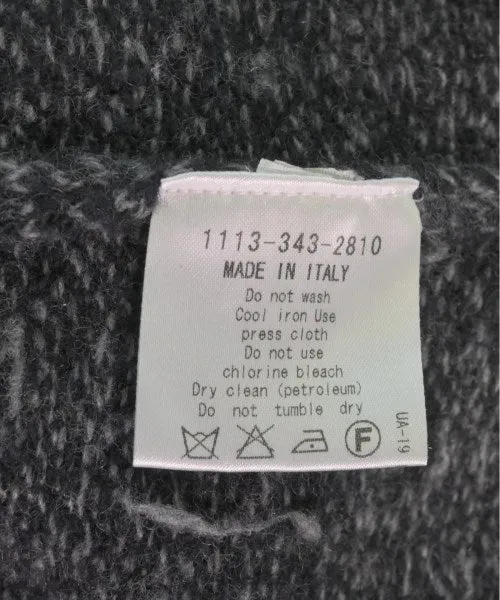 1113-343-2810
MADE IN ITALY
Do not wash
Cool iron Use
press cloth
Do not use
chlorine bleach
Dry clean (petroleum)
Do not tumble dry
F
UA-19